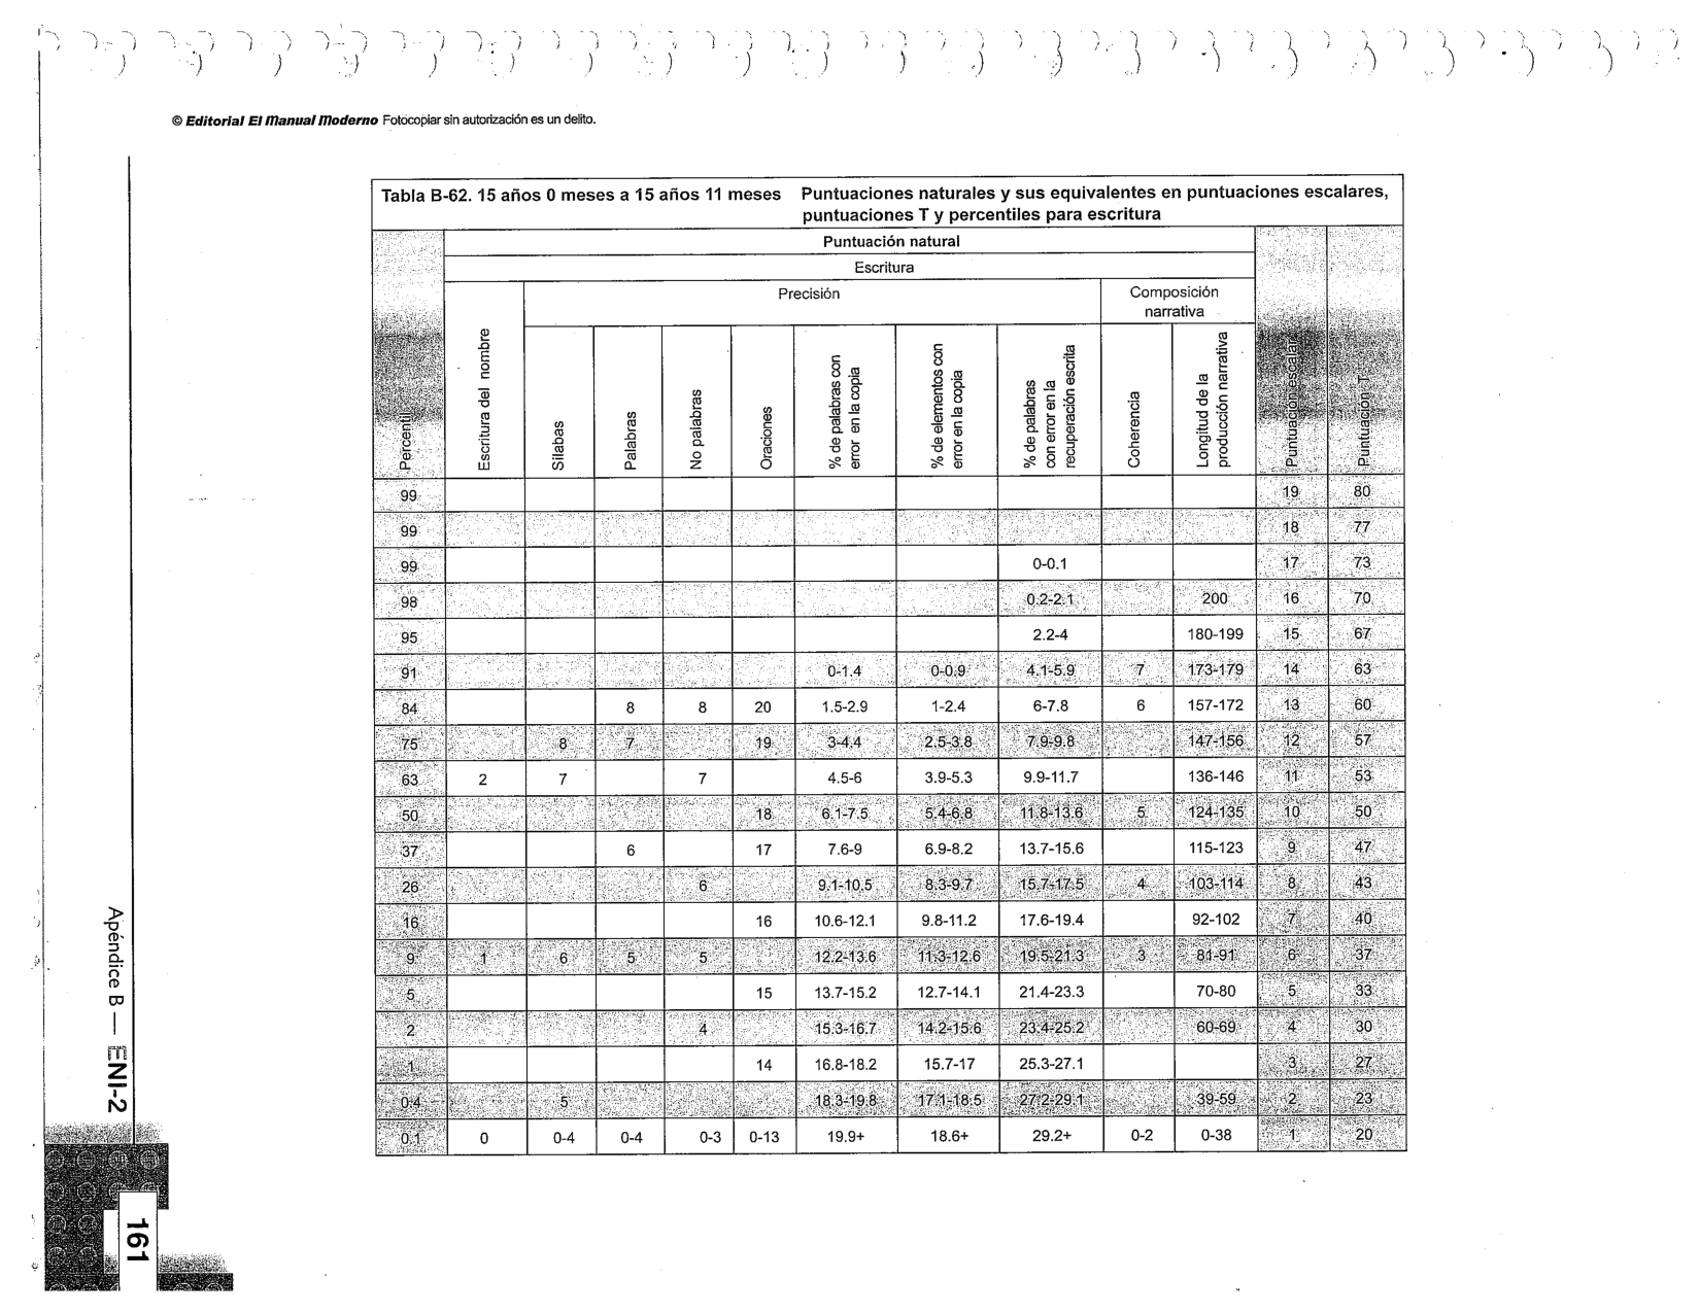 © Editorial El Manual Moderno Fotocopiar sin autorización es un delito.
Tabla B-62. 15 años 0 meses a 15 años 11 meses Puntuaciones naturales y sus equivalentes en puntuaciones escalares,
puntuaciones T y percentiles para escritura
Puntuación natural
Escritura
Precisión
Composición
narrativa
Percentil
Escritura del nombre
Sílabas
Palabras
No palabras
Oraciones
% de palabras con
error en la copia
% de elementos con
error en la copia
% de palabras
con error en la
recuperación escrita
Coherencia
Longitud de la
producción narrativa
Puntuación escalar
Puntuación T
99 19 80
99 18 77
99 0-0.1 17 73
98 0.2-2.1 200 16 70
95 2.2-4 180-199 15 67
91 0-1.4 0-0.9 4.1-5.9 7 173-179 14 63
84 8 8 20 1.5-2.9 1-2.4 6-7.8 6 157-172 13 60
75 8 7 19 3-4.4 2.5-3.8 7.9-9.8 147-156 12 57
63 2 7 7 4.5-6 3.9-5.3 9.9-11.7 136-146 11 53
50 18 6.1-7.5 5.4-6.8 11.8-13.6 5 124-135 10 50
37 6 17 7.6-9 6.9-8.2 13.7-15.6 115-123 9 47
26 6 9.1-10.5 8.3-9.7 15.7-17.5 4 103-114 8 43
16 16 10.6-12.1 9.8-11.2 17.6-19.4 92-102 7 40
9 1 6 5 5 12.2-13.6 11.3-12.6 19.5-21.3 3 81-91 6 37
5 15 13.7-15.2 12.7-14.1 21.4-23.3 70-80 5 33
2 4 15.3-16.7 14.2-15.6 23.4-25.2 60-69 4 30
1 14 16.8-18.2 15.7-17 25.3-27.1 3 27
0.4 5 18.3-19.8 17.1-18.5 27.2-29.1 39-59 2 23
0.1 0 0-4 0-4 0-3 0-13 19.9+ 18.6+ 29.2+ 0-2 0-38 1 20
Apéndice B — ENI-2
161